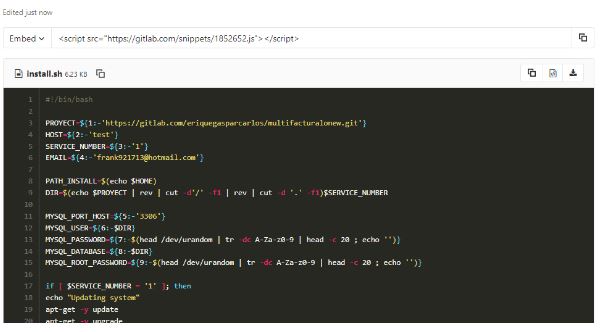 Edited just now
Embed <script src="https://gitlab.com/snippets/1852652.js"></script>
install.sh 6.23 KB
1 #!/bin/bash
2
3 PROYECT=${1:-'https://gitlab.com/eriquegasparcarlos/multifacturalonew.git'}
4 HOST=${2:-'test'}
5 SERVICE_NUMBER=${3:-'1'}
6 EMAIL=${4:-'frank921713@hotmail.com'}
7
8 PATH_INSTALL=$(echo $HOME)
9 DIR=$(echo $PROYECT | rev | cut -d'/' -f1 | rev | cut -d '.' -f1)$SERVICE_NUMBER
10
11 MYSQL_PORT_HOST=${5:-'3306'}
12 MYSQL_USER=${6:-$DIR}
13 MYSQL_PASSWORD=${7:-$(head /dev/urandom | tr -dc A-Za-z0-9 | head -c 20 ; echo '')}
14 MYSQL_DATABASE=${8:-$DIR}
15 MYSQL_ROOT_PASSWORD=${9:-$(head /dev/urandom | tr -dc A-Za-z0-9 | head -c 20 ; echo '')}
16
17 if [ $SERVICE_NUMBER = '1' ]; then
18 echo "Updating system"
19 apt-get -y update
20 apt-get -y upgrade